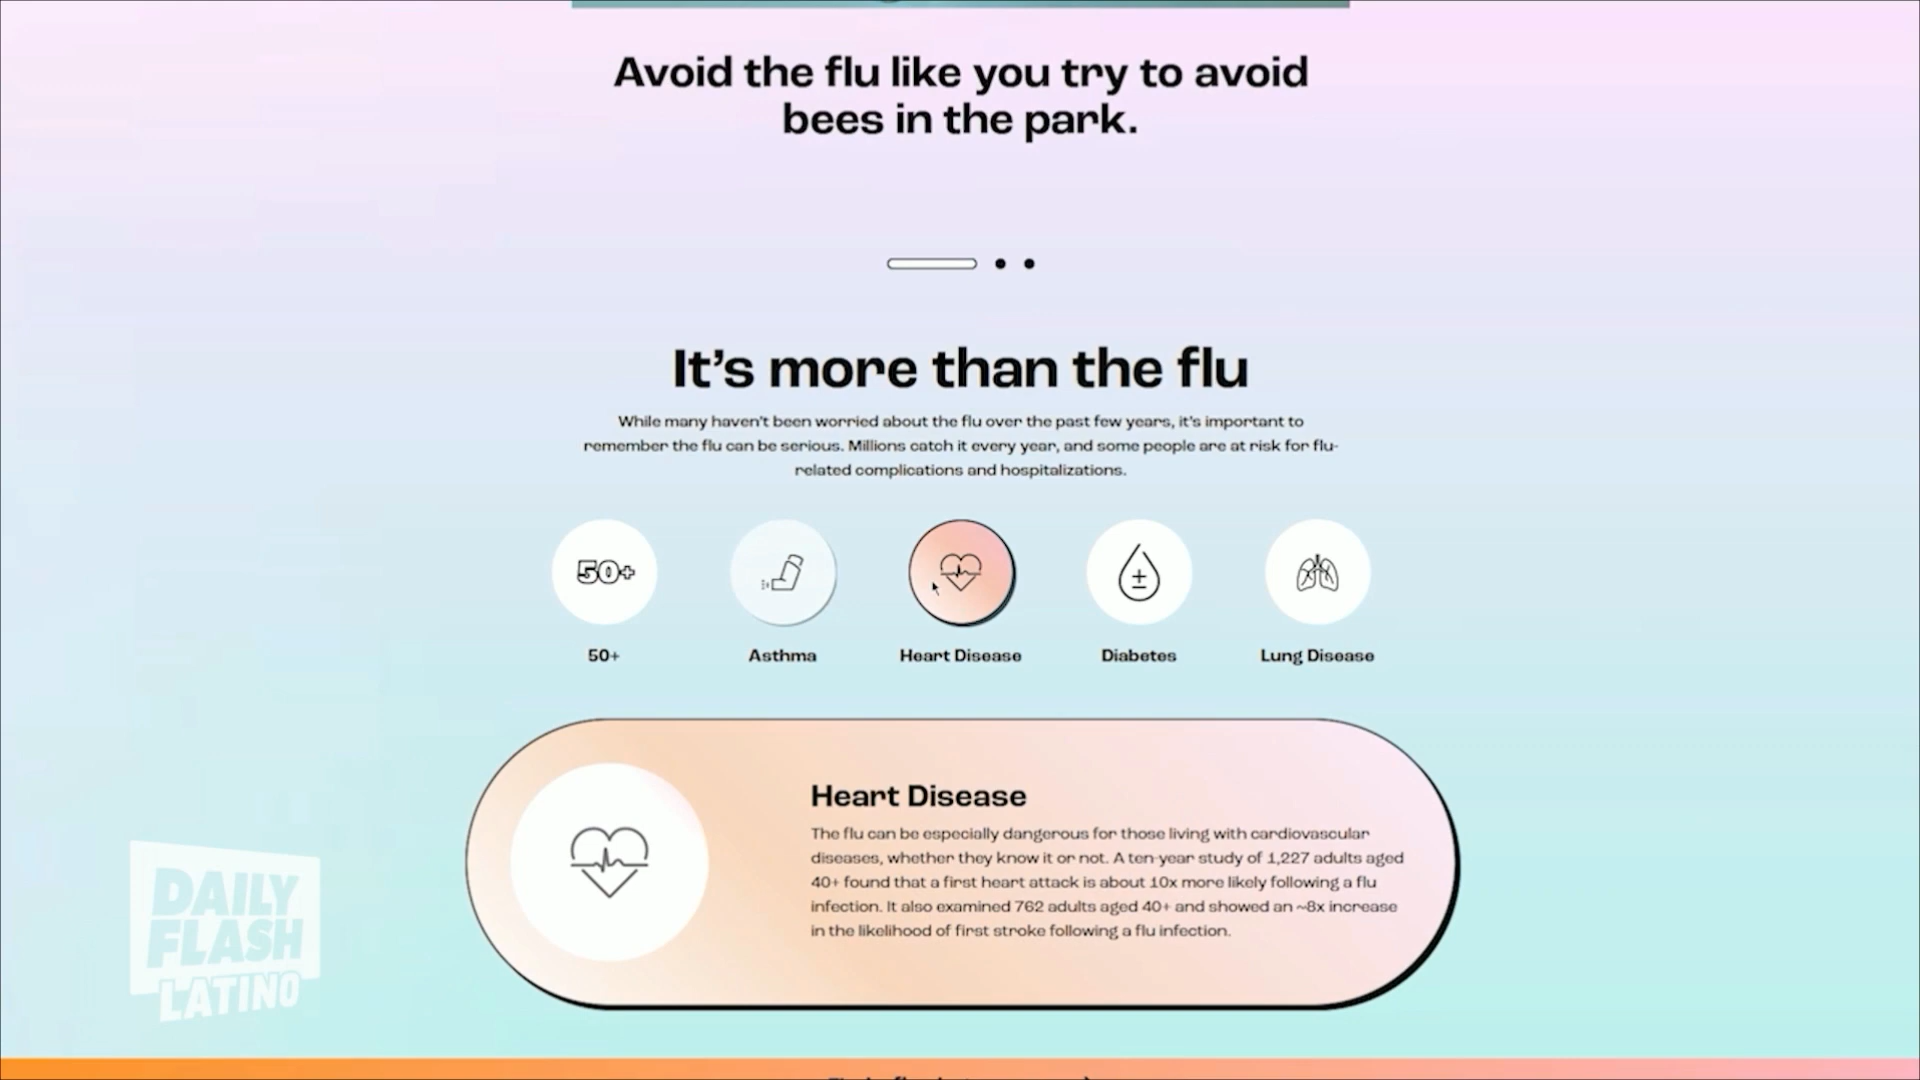 Avoid the flu like you try to avoid
bees in the park.
It's more than the flu
While many haven't been worried about the flu over the past few years, it's important to
remember the flu can be serious. Millions catch it every year, and some people are at risk for flu-
related complications and hospitalizations.
50+
50+
Asthma
Heart Disease
Diabetes
Lung Disease
Heart Disease
The flu can be especially dangerous for those living with cardiovascular
diseases, whether they know it or not. A ten-year study of 1,227 adults aged
40+ found that a first heart attack is about 10x more likely following a flu
infection. It also examined 762 adults aged 40+ and showed an ~8x increase
in the likelihood of first stroke following a flu infection.
DAILY
FLASH
LATINO